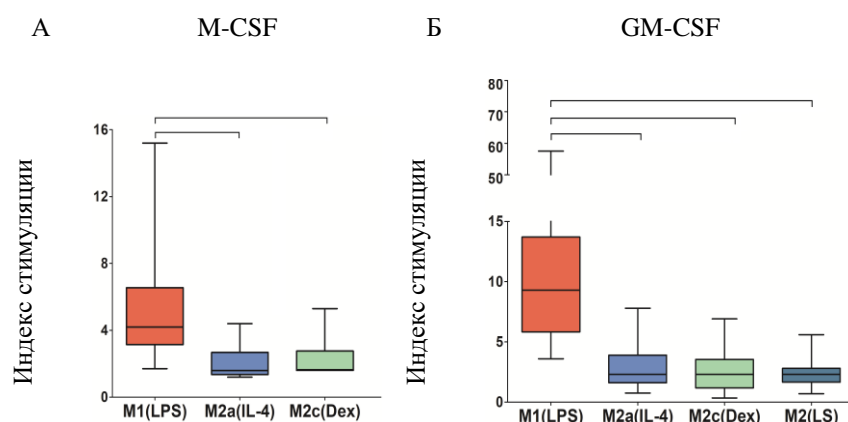 А M-CSF Б GM-CSF
Индекс стимуляции
16
12
8
4
0
M1(LPS) M2a(IL-4) M2c(Dex)
Индекс стимуляции
80
70
60
50
15
10
5
0
M1(LPS) M2a(IL-4) M2c(Dex) M2(LS)